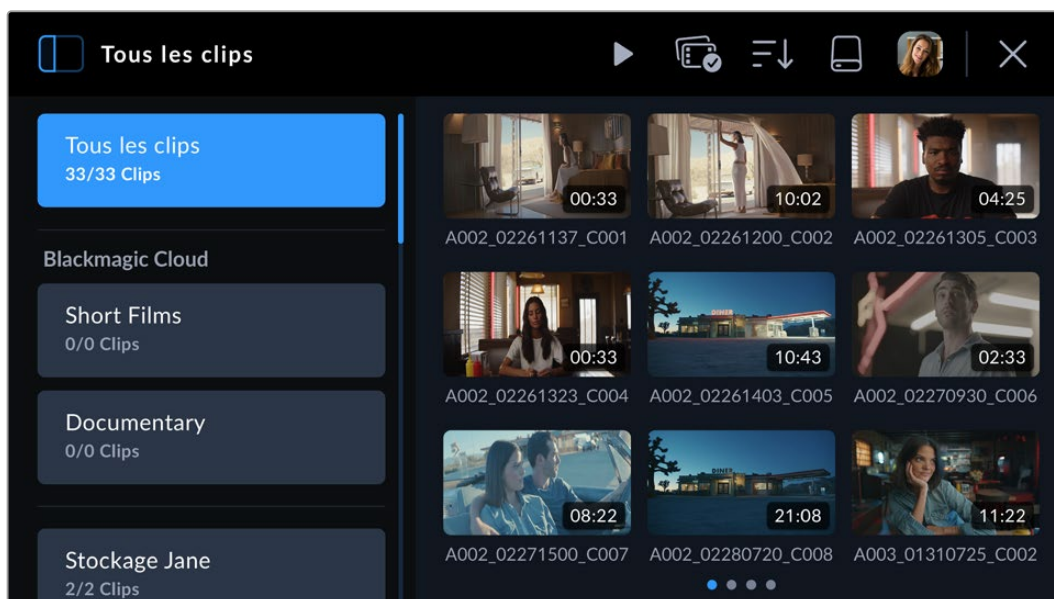 Tous les clips
Tous les clips
33/33 Clips
Blackmagic Cloud
Short Films
0/0 Clips
Documentary
0/0 Clips
Stockage Jane
2/2 Clips
00:33 10:02 04:25
A002_02261137_C001 A002_02261200_C002 A002_02261305_C003
DINER
00:33 10:43 02:33
A002_02261323_C004 A002_02261403_C005 A002_02270930_C006
DINER
08:22 21:08 11:22
A002_02271500_C007 A002_02280720_C008 A003_01310725_C002